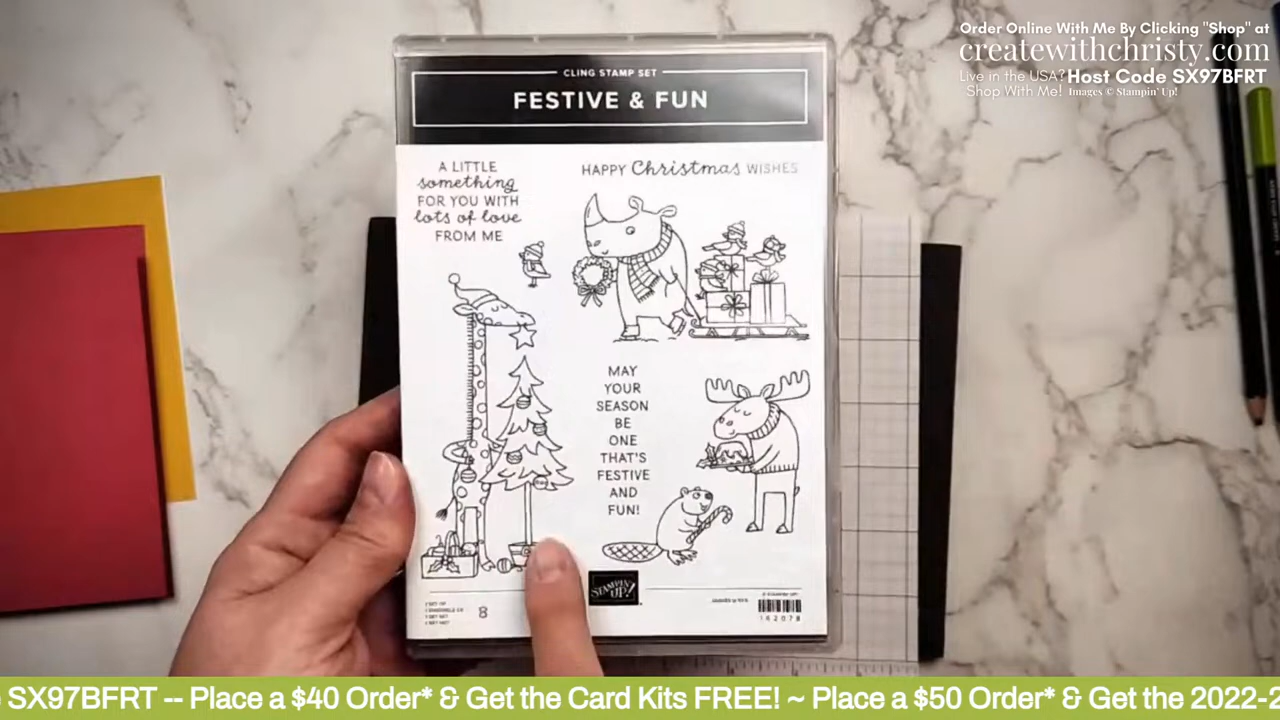 Order Online With Me By Clicking "Shop" at
createwithchristy.com
Live in the USA? Host Code SX97BFRT
Shop With Me! Images © Stampin' Up!
CLING STAMP SET
FESTIVE & FUN
A LITTLE
something
FOR YOU WITH
lots of love
FROM ME
HAPPY Christmas WISHES
MAY
YOUR
SEASON
BE
ONE
THAT'S
FESTIVE
AND
FUN!
STAMPIN' UP!
8
162078
SX97BFRT -- Place a $40 Order* & Get the Card Kits FREE! ~ Place a $50 Order* & Get the 2022-2